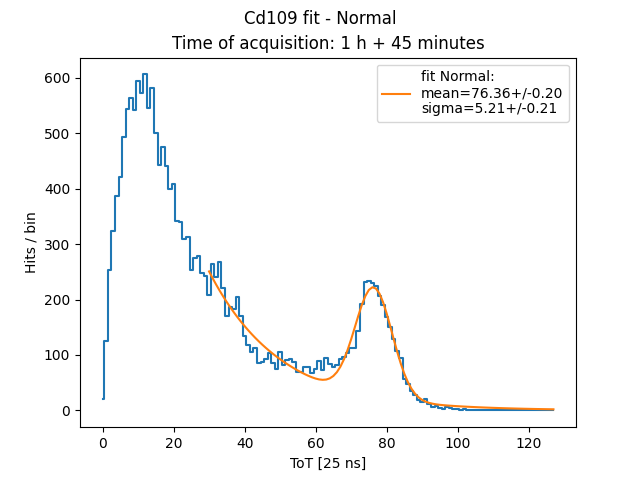 Cd109 fit - Normal
Time of acquisition: 1 h + 45 minutes
fit Normal:
mean=76.36+/-0.20
sigma=5.21+/-0.21
Hits / bin
600
500
400
300
200
100
0
0 20 40 60 80 100 120
ToT [25 ns]